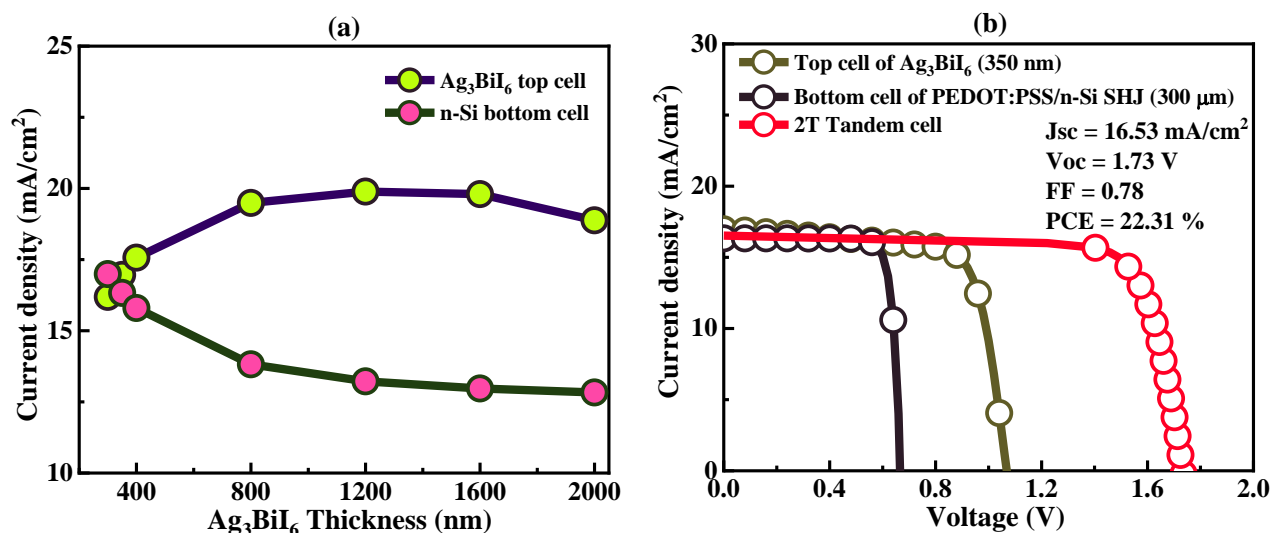 (a)
25
20
15
10
Current density (mA/cm²)
Ag₃BiI₆ top cell
n-Si bottom cell
400
800
1200
1600
2000
Ag₃BiI₆ Thickness (nm)
(b)
30
20
10
0
Current density (mA/cm²)
Top cell of Ag₃BiI₆ (350 nm)
Bottom cell of PEDOT:PSS/n-Si SHJ (300 μm)
2T Tandem cell
Jsc = 16.53 mA/cm²
Voc = 1.73 V
FF = 0.78
PCE = 22.31 %
0.0
0.4
0.8
1.2
1.6
2.0
Voltage (V)